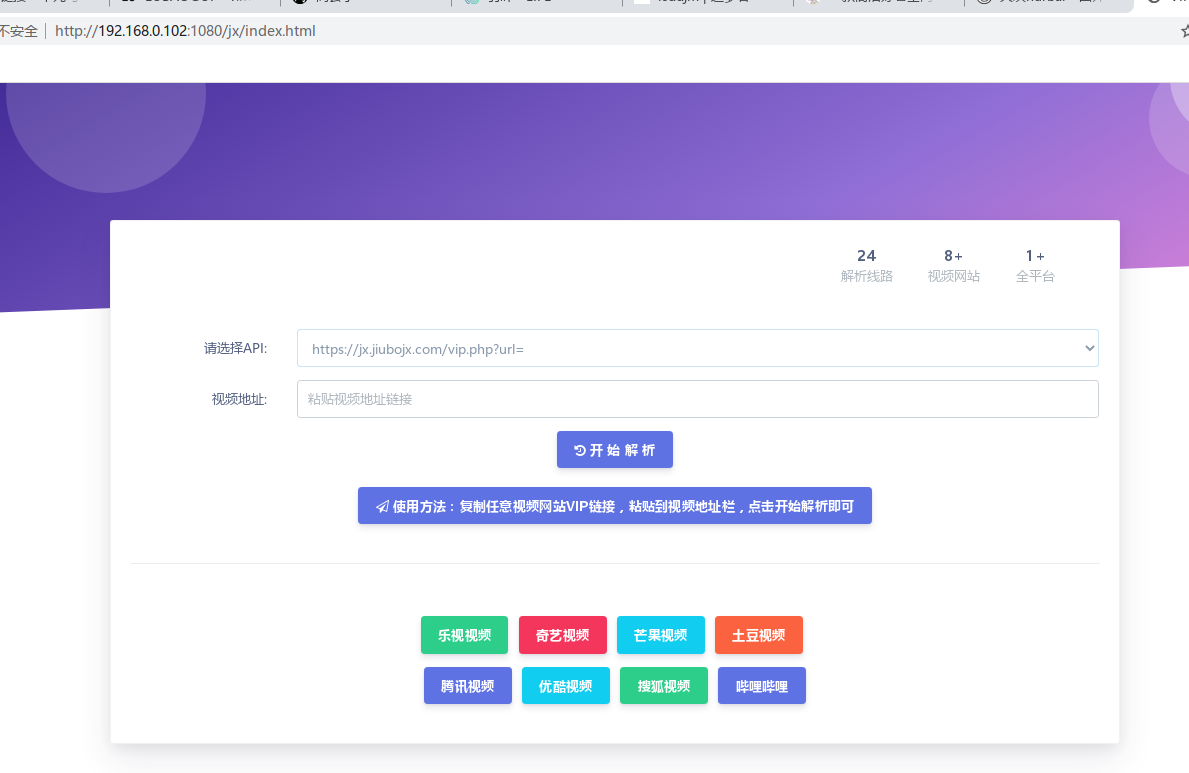 不安全 http://192.168.0.102:1080/jx/index.html
24 8+ 1+
解析线路 视频网站 全平台
请选择API: https://jx.jiubojx.com/vip.php?url=
视频地址: 粘贴视频地址链接
开 始 解 析
使用方法：复制任意视频网站VIP链接，粘贴到视频地址栏，点击开始解析即可
乐视视频 奇艺视频 芒果视频 土豆视频
腾讯视频 优酷视频 搜狐视频 哔哩哔哩